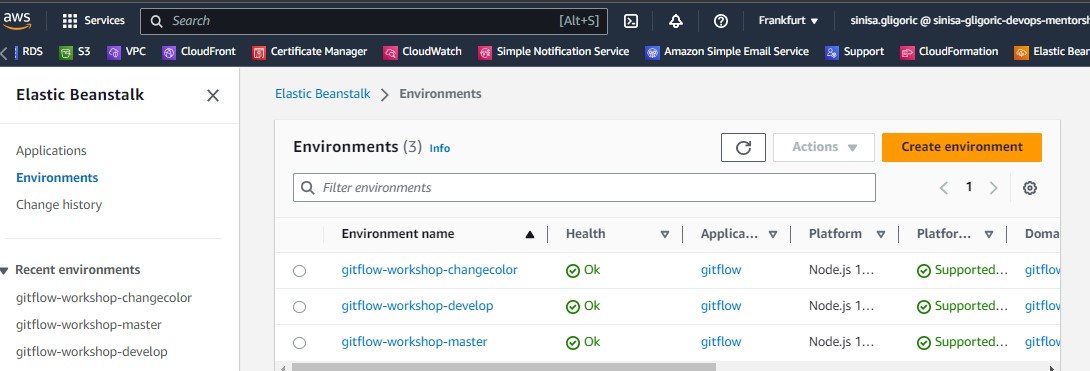 aws Services Search [Alt+S] Frankfurt sinisa.gligoric @ sinisa-gligoric-devops-mentorsh
RDS S3 VPC CloudFront Certificate Manager CloudWatch Simple Notification Service Amazon Simple Email Service Support CloudFormation Elastic Bean
Elastic Beanstalk
Applications
Environments
Change history
Recent environments
gitflow-workshop-changecolor
gitflow-workshop-master
gitflow-workshop-develop
Elastic Beanstalk > Environments
Environments (3) Info Actions Create environment
Filter environments 1
Environment name Health Applica... Platform Platfor... Doma
gitflow-workshop-changecolor Ok gitflow Node.js 1... Supported... gitflow
gitflow-workshop-develop Ok gitflow Node.js 1... Supported... gitflow
gitflow-workshop-master Ok gitflow Node.js 1... Supported... gitflow